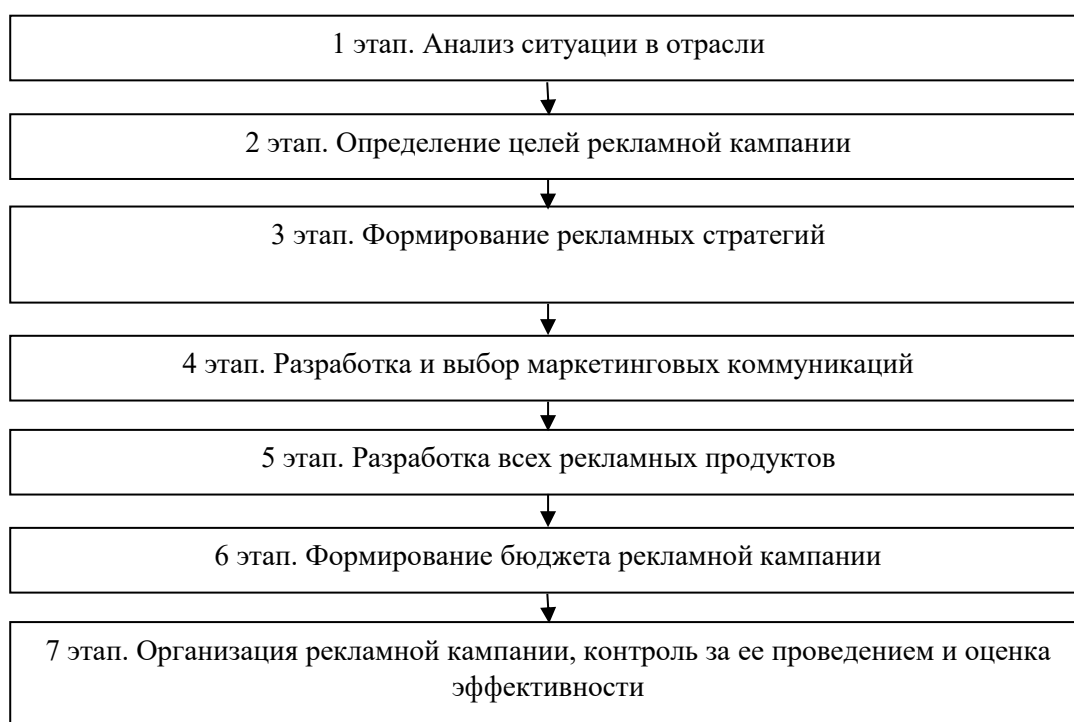 1 этап. Анализ ситуации в отрасли
2 этап. Определение целей рекламной кампании
3 этап. Формирование рекламных стратегий
4 этап. Разработка и выбор маркетинговых коммуникаций
5 этап. Разработка всех рекламных продуктов
6 этап. Формирование бюджета рекламной кампании
7 этап. Организация рекламной кампании, контроль за ее проведением и оценка
эффективности